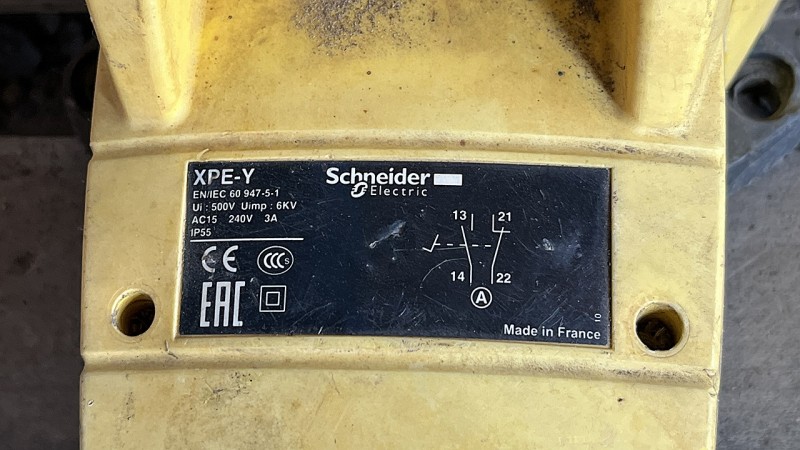 XPE-Y
EN/IEC 60 947-5-1
Ui : 500V Uimp : 6KV
AC15 240V 3A
IP55
CE
CCC S
EAC
Schneider
Electric
13 21
14 22
A
10
Made in France